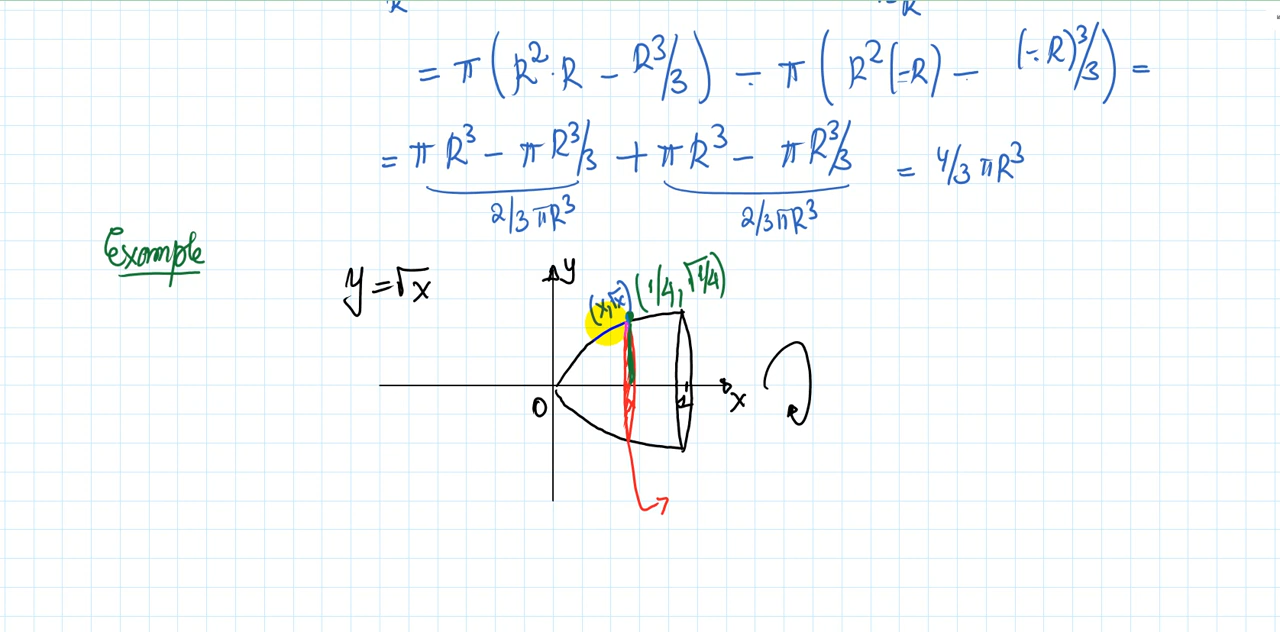 R R
= π(R²·R − R³/3) − π(R²(−R) − (−R)³/3) =
= πR³ − πR³/3 + πR³ − πR³/3 = 4/3 πR³
2/3 πR³ 2/3 πR³
Example
y = √x
y
(x,√x) (1/4, √1/4)
O 1 x